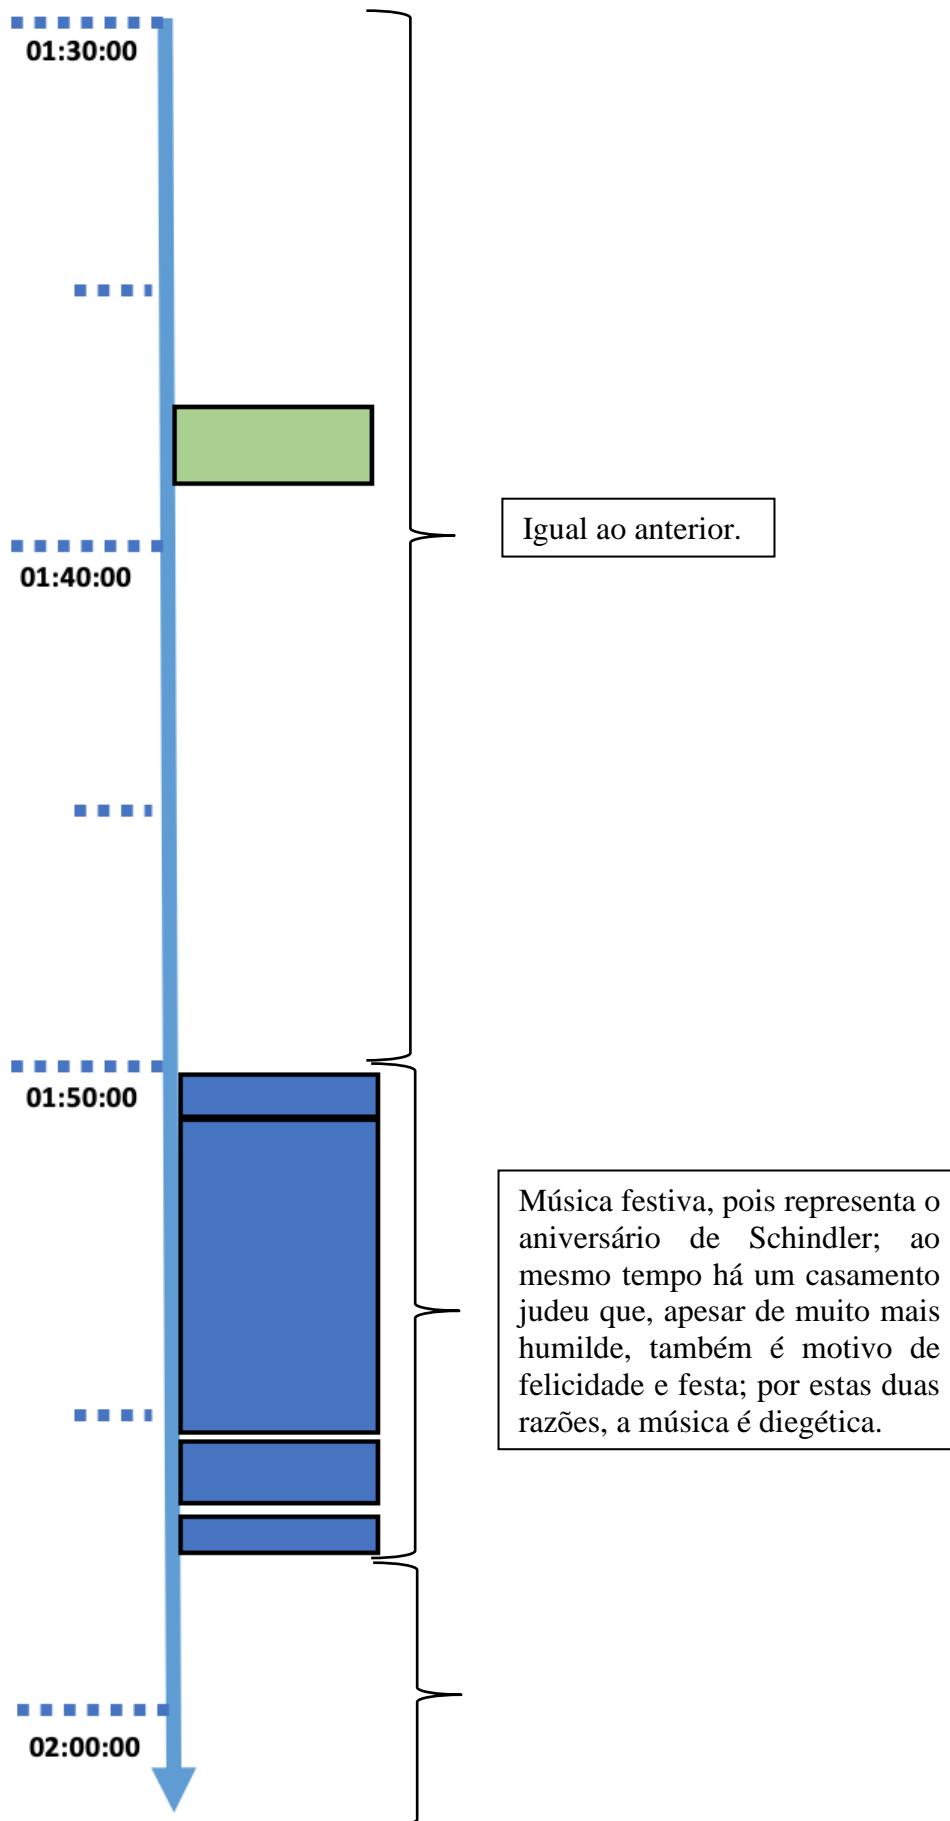 01:30:00
Igual ao anterior.
01:40:00
01:50:00
Música festiva, pois representa o
aniversário de Schindler; ao
mesmo tempo há um casamento
judeu que, apesar de muito mais
humilde, também é motivo de
felicidade e festa; por estas duas
razões, a música é diegética.
02:00:00